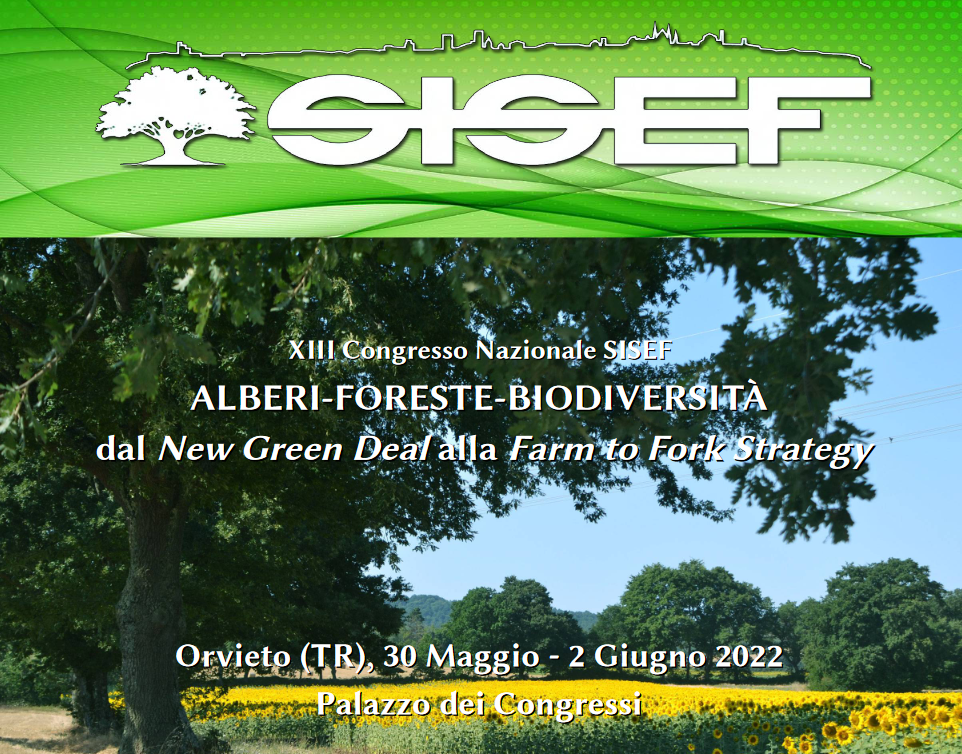 SISEF
XIII Congresso Nazionale SISEF
ALBERI-FORESTE-BIODIVERSITÀ
dal New Green Deal alla Farm to Fork Strategy
Orvieto (TR), 30 Maggio - 2 Giugno 2022
Palazzo dei Congressi